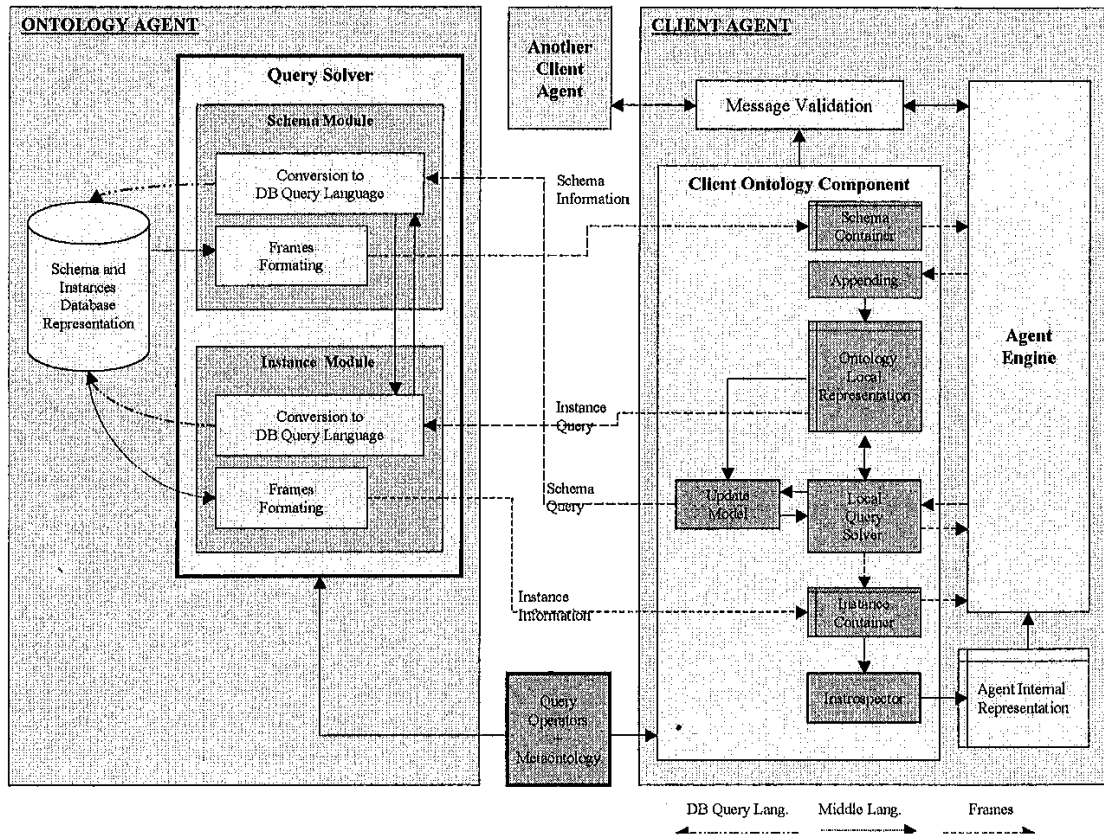 ONTOLOGY AGENT
Query Solver
Schema Module
Conversion to
DB Query Language
Frames
Formating
Schema and
Instances
Database
Representation
Instance Module
Conversion to
DB Query Language
Frames
Formating
Another
Client
Agent
Schema
Information
Instance
Query
Schema
Query
Instance
Information
Query
Operators
+
Metaontology
CLIENT AGENT
Message Validation
Client Ontology Component
Schema
Container
Appending
Ontology
Local
Representation
Update
Model
Local
Query
Solver
Instance
Container
Instrospector
Agent
Engine
Agent Internal
Representation
DB Query Lang.
Middle Lang.
Frames